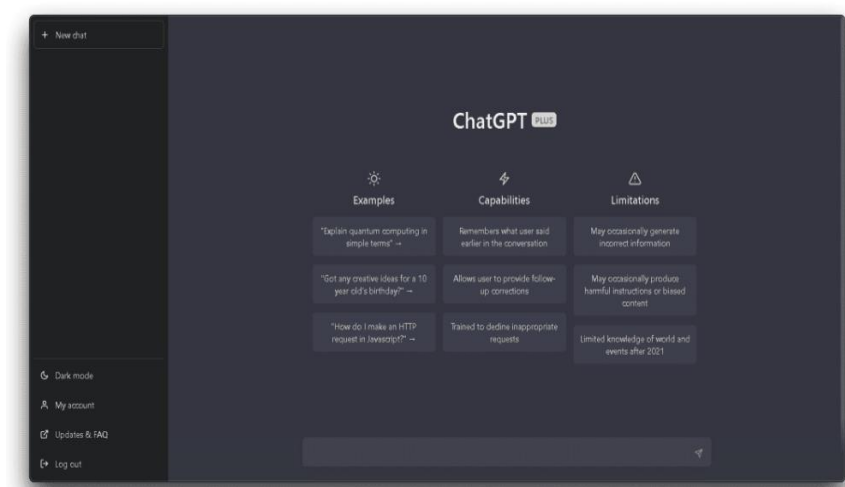 + New chat
ChatGPT PLUS
Examples
"Explain quantum computing in
simple terms" →
"Got any creative ideas for a 10
year old's birthday?" →
"How do I make an HTTP
request in Javascript?" →
Capabilities
Remembers what user said
earlier in the conversation
Allows user to provide follow-
up corrections
Trained to decline inappropriate
requests
Limitations
May occasionally generate
incorrect information
May occasionally produce
harmful instructions or biased
content
Limited knowledge of world and
events after 2021
Dark mode
My account
Updates & FAQ
Log out